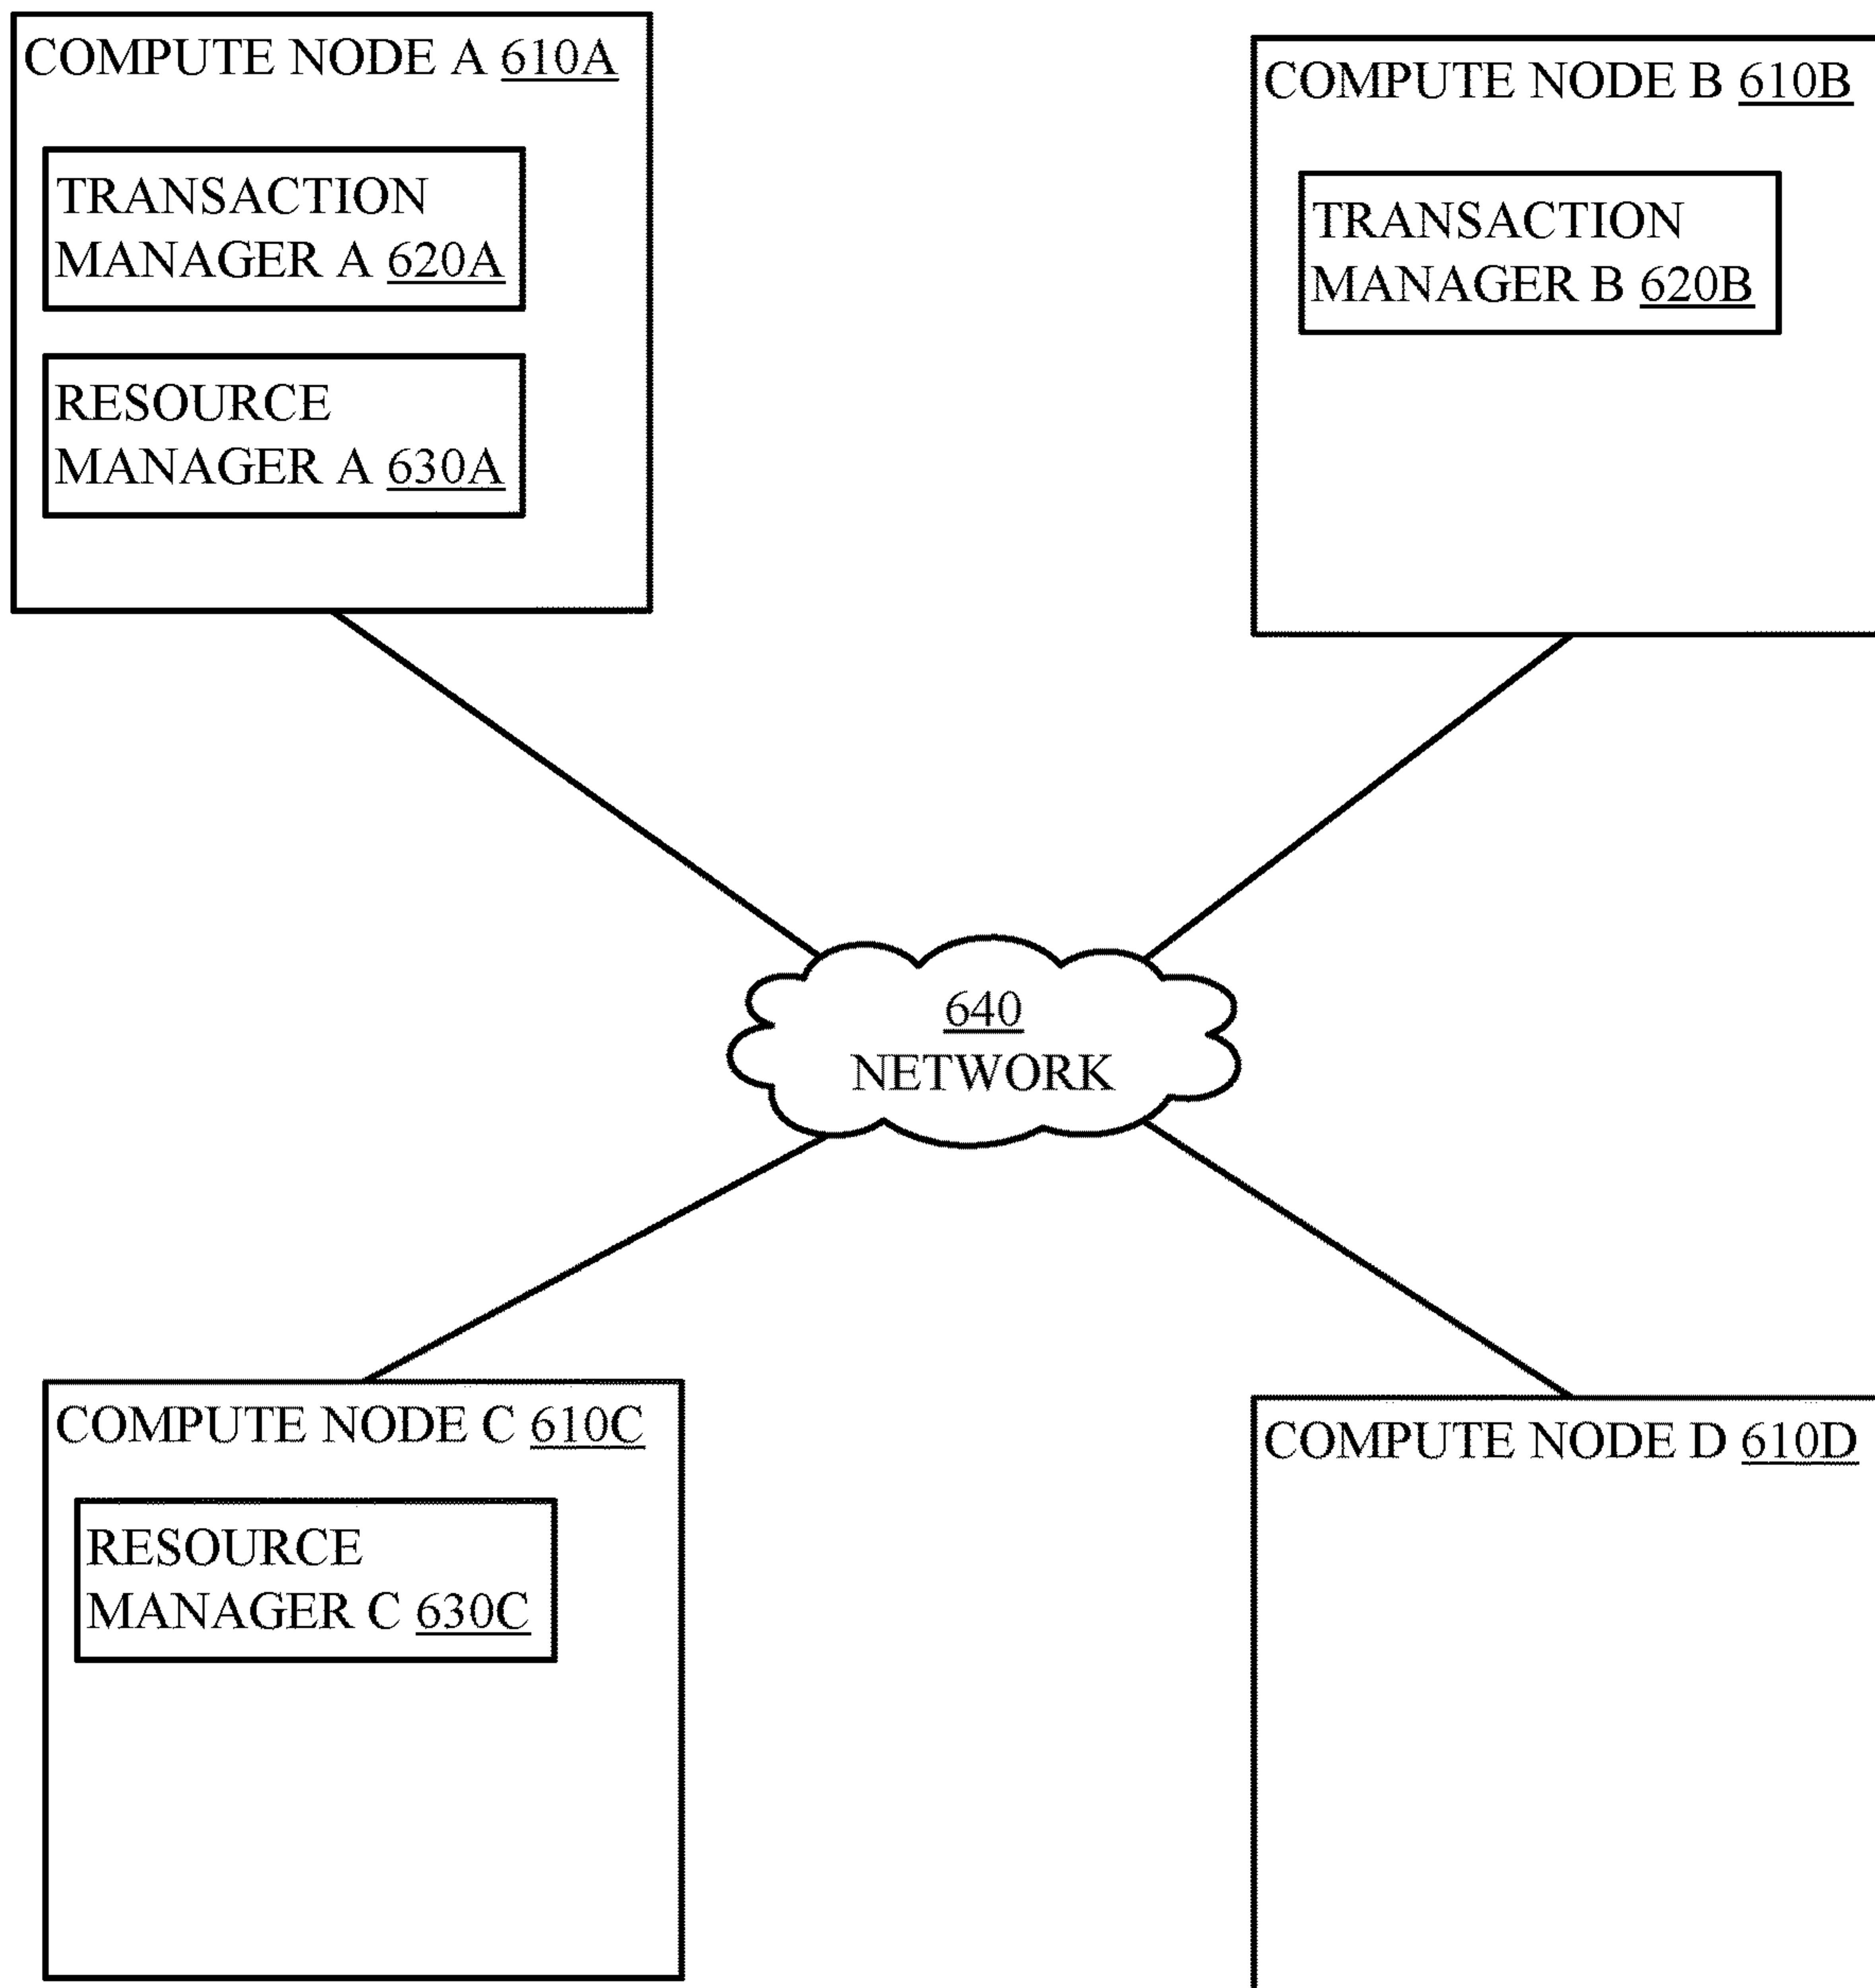 COMPUTE NODE A 610A
TRANSACTION
MANAGER A 620A
RESOURCE
MANAGER A 630A
COMPUTE NODE B 610B
TRANSACTION
MANAGER B 620B
640
NETWORK
COMPUTE NODE C 610C
RESOURCE
MANAGER C 630C
COMPUTE NODE D 610D